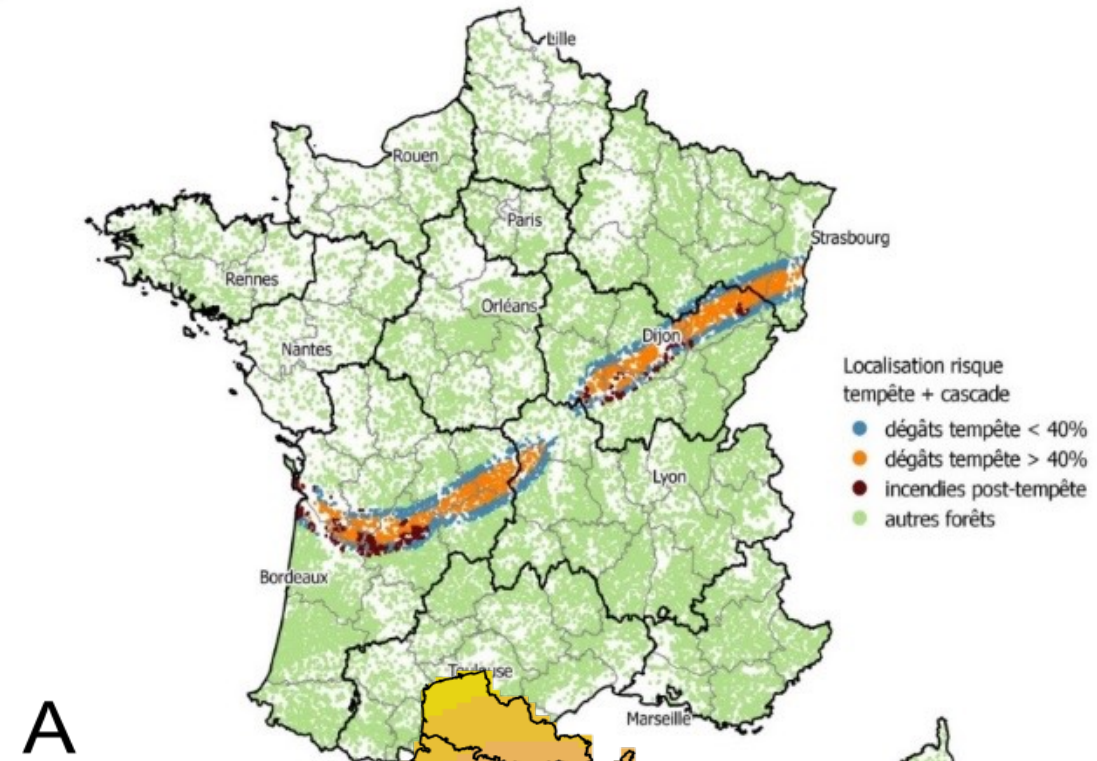 Lille
Rouen
Paris
Strasbourg
Rennes
Orléans
Dijon
Nantes
Localisation risque
tempête + cascade
dégâts tempête < 40%
dégâts tempête > 40%
incendies post-tempête
autres forêts
Lyon
Bordeaux
Toulouse
Marseille
A